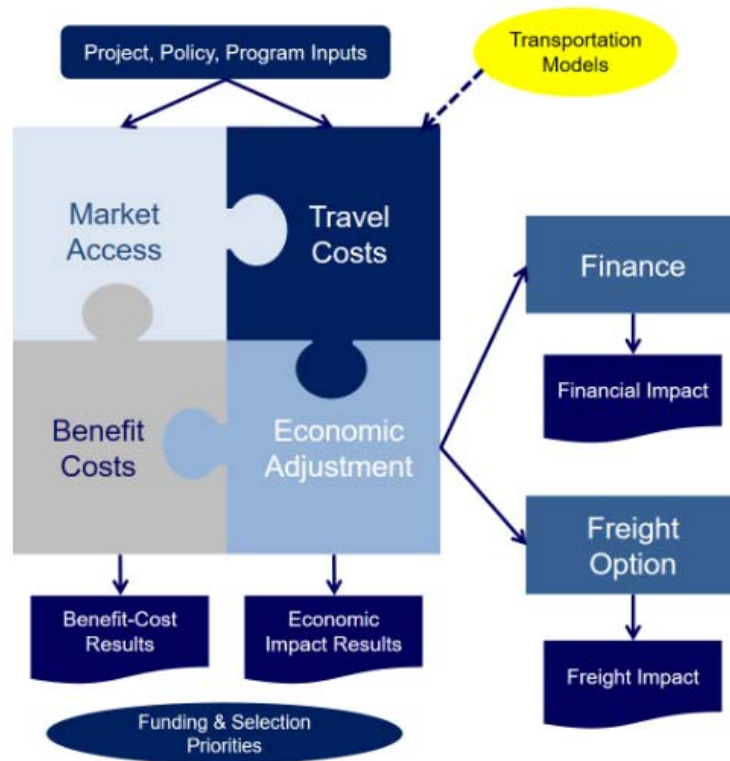 Project, Policy, Program Inputs
Transportation
Models
Market
Access
Travel
Costs
Finance
Financial Impact
Benefit
Costs
Economic
Adjustment
Freight
Option
Freight Impact
Benefit-Cost
Results
Economic
Impact Results
Funding & Selection
Priorities